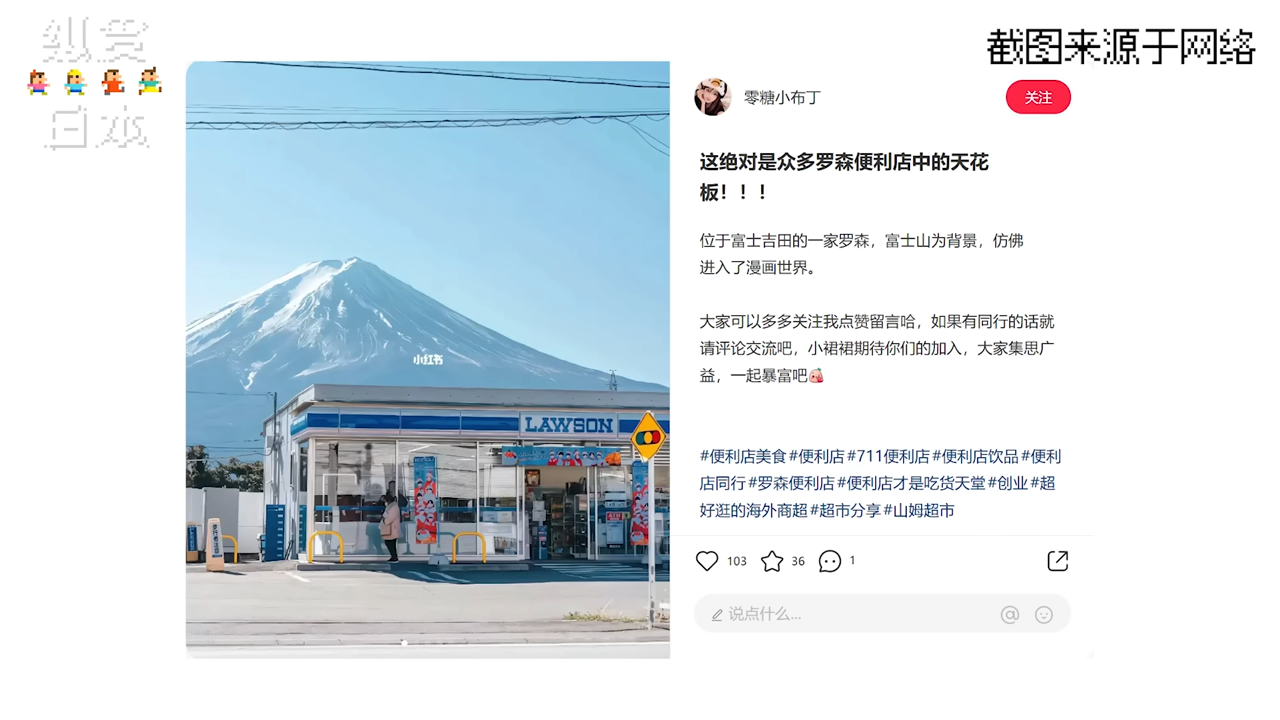 烈赏
日本
截图来源于网络
零糖小布丁
关注
这绝对是众多罗森便利店中的天花
板！！！
位于富士吉田的一家罗森，富士山为背景，仿佛
进入了漫画世界。
大家可以多多关注我点赞留言哈，如果有同行的话就
请评论交流吧，小裙裙期待你们的加入，大家集思广
益，一起暴富吧
#便利店美食#便利店#711便利店#便利店饮品#便利
店同行#罗森便利店#便利店才是吃货天堂#创业#超
好逛的海外商超#超市分享#山姆超市
103
36
1
说点什么...
小红书
LAWSON